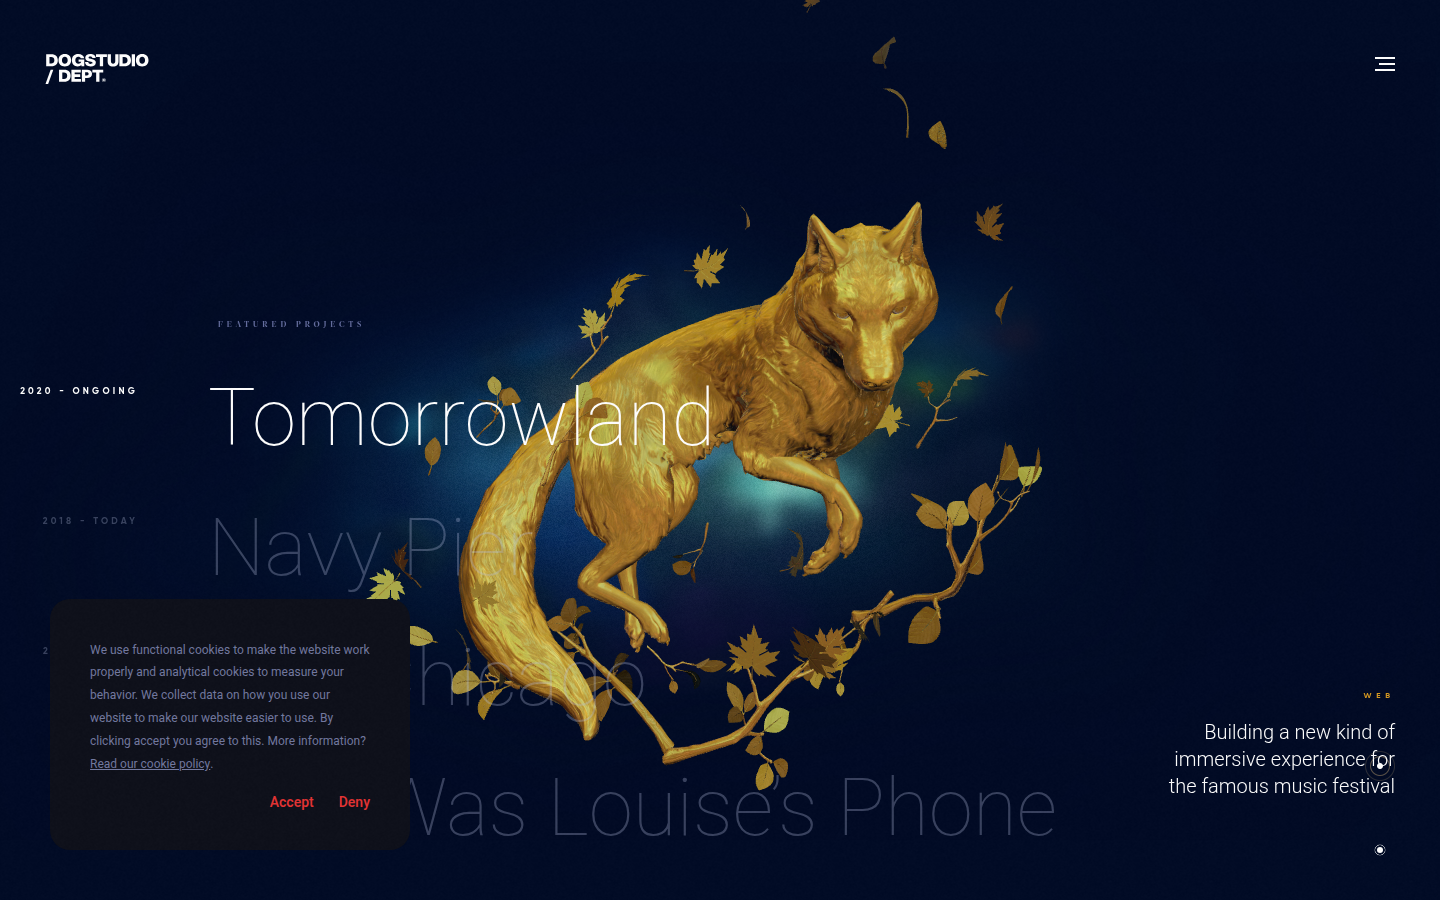 DOGSTUDIO
/ DEPT.
FEATURED PROJECTS
2020 - ONGOING
Tomorrowland
2018 - TODAY
Navy Pier
2
hicago
We use functional cookies to make the website work
properly and analytical cookies to measure your
behavior. We collect data on how you use our
website to make our website easier to use. By
clicking accept you agree to this. More information?
Read our cookie policy.
Accept Deny
Was Louise's Phone
WEB
Building a new kind of
immersive experience for
the famous music festival